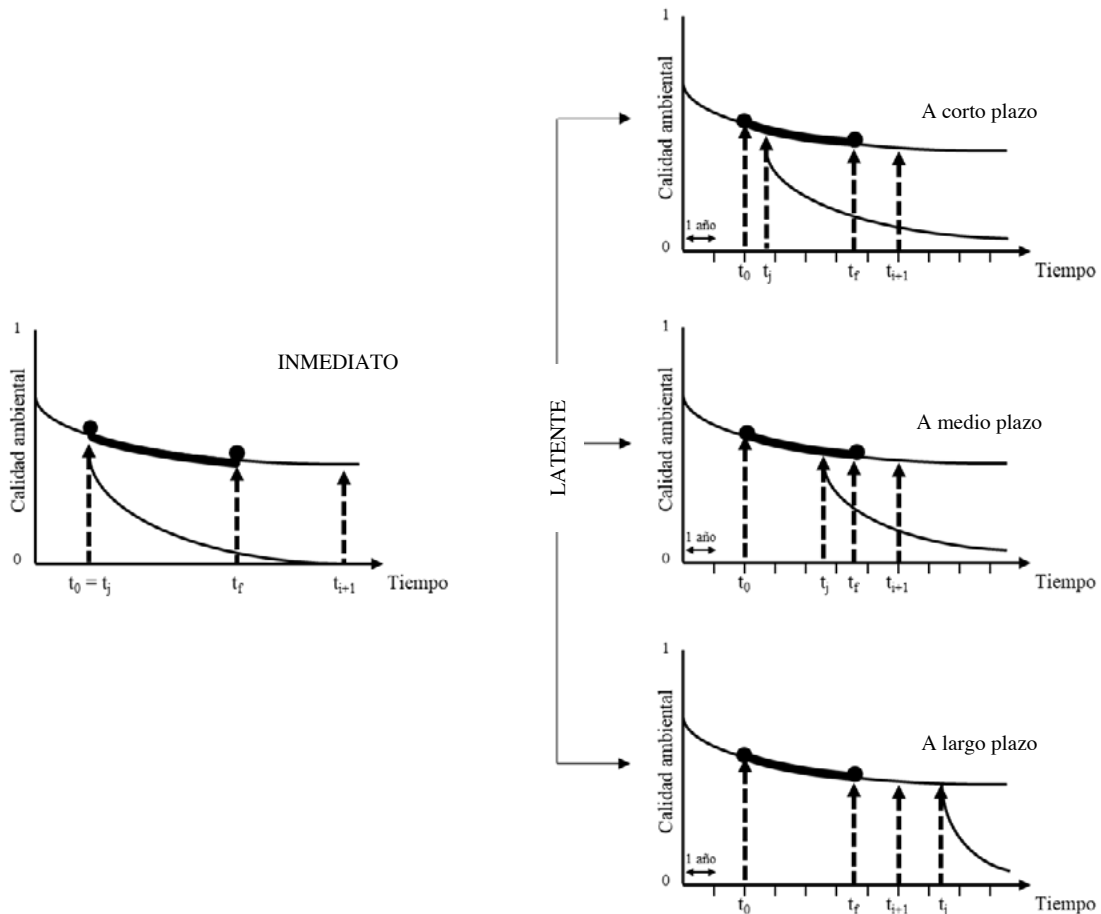 INMEDIATO
1
Calidad ambiental
0
t0 = tj
tf
ti+1
Tiempo
LATENTE
A corto plazo
1
Calidad ambiental
1 año
0
t0
tj
tf
ti+1
Tiempo
A medio plazo
1
Calidad ambiental
1 año
0
t0
tj
tf
ti+1
Tiempo
A largo plazo
1
Calidad ambiental
1 año
0
t0
tf
ti+1
tj
Tiempo